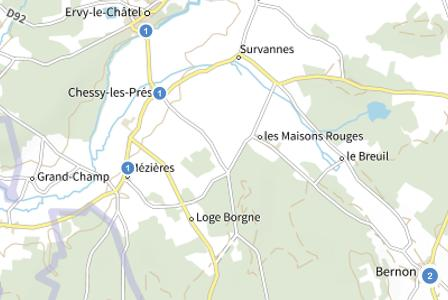 D92
Ervy-le-Châtel
1
Survannes
Chessy-les-Prés
1
les Maisons Rouges
le Breuil
1
Mézières
Grand-Champ
Loge Borgne
Bernon
2